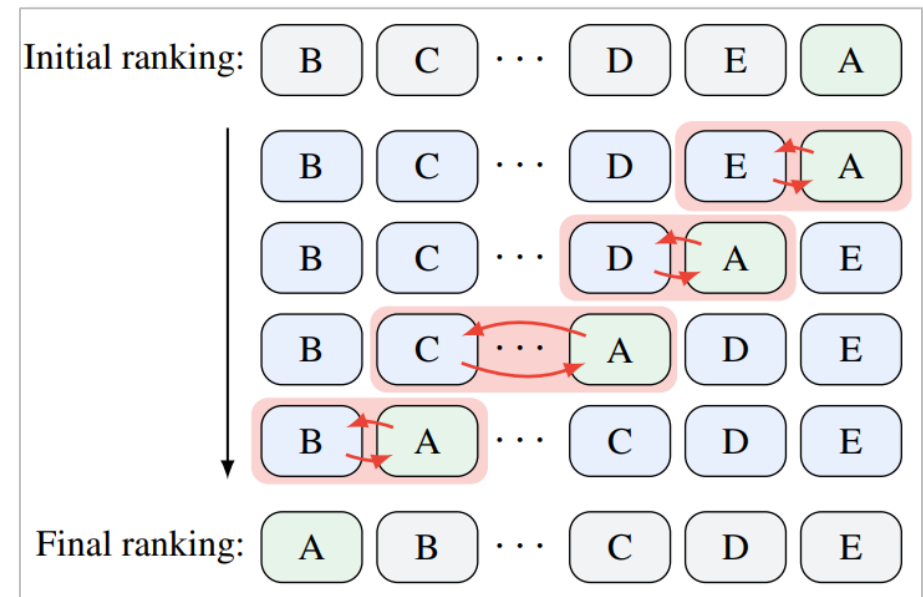 Initial ranking: B C ··· D E A
B C ··· D E A
B C ··· D A E
B C ··· A D E
B A ··· C D E
Final ranking: A B ··· C D E